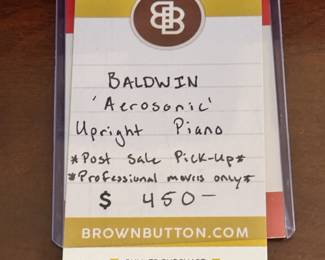 BB
BALDWIN
'Aerosonic'
Upright Piano
*Post Sale Pick-Up*
*Professional movers only*
$ 450-
BROWNBUTTON.COM